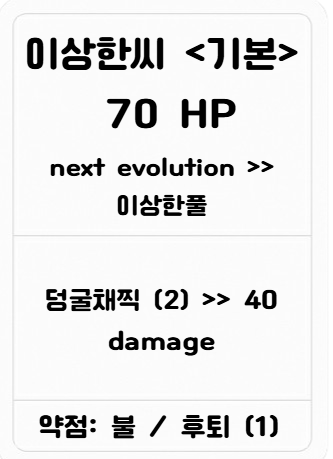 이상한씨 <기본>
70 HP
next evolution >>
이상한풀
덩굴채찍 (2) >> 40
damage
약점: 불 / 후퇴 (1)